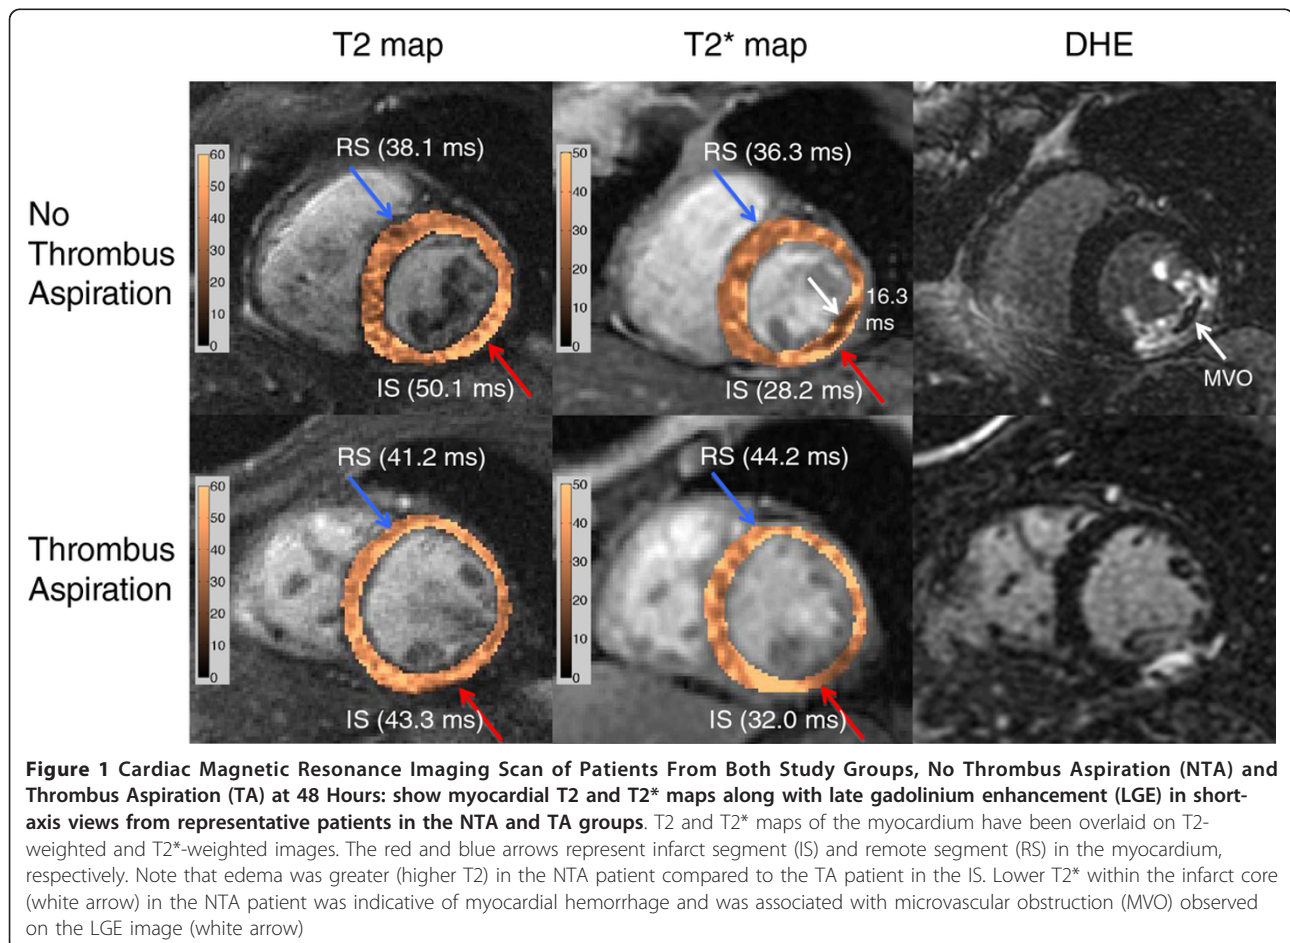 T2 map T2* map DHE
No
Thrombus
Aspiration
60
50
40
30
20
10
0
RS (38.1 ms)
IS (50.1 ms)
50
40
30
20
10
0
RS (36.3 ms)
16.3
ms
IS (28.2 ms)
MVO
Thrombus
Aspiration
60
50
40
30
20
10
0
RS (41.2 ms)
IS (43.3 ms)
50
40
30
20
10
0
RS (44.2 ms)
IS (32.0 ms)
Figure 1 Cardiac Magnetic Resonance Imaging Scan of Patients From Both Study Groups, No Thrombus Aspiration (NTA) and
Thrombus Aspiration (TA) at 48 Hours: show myocardial T2 and T2* maps along with late gadolinium enhancement (LGE) in short-
axis views from representative patients in the NTA and TA groups. T2 and T2* maps of the myocardium have been overlaid on T2-
weighted and T2*-weighted images. The red and blue arrows represent infarct segment (IS) and remote segment (RS) in the myocardium,
respectively. Note that edema was greater (higher T2) in the NTA patient compared to the TA patient in the IS. Lower T2* within the infarct core
(white arrow) in the NTA patient was indicative of myocardial hemorrhage and was associated with microvascular obstruction (MVO) observed
on the LGE image (white arrow)